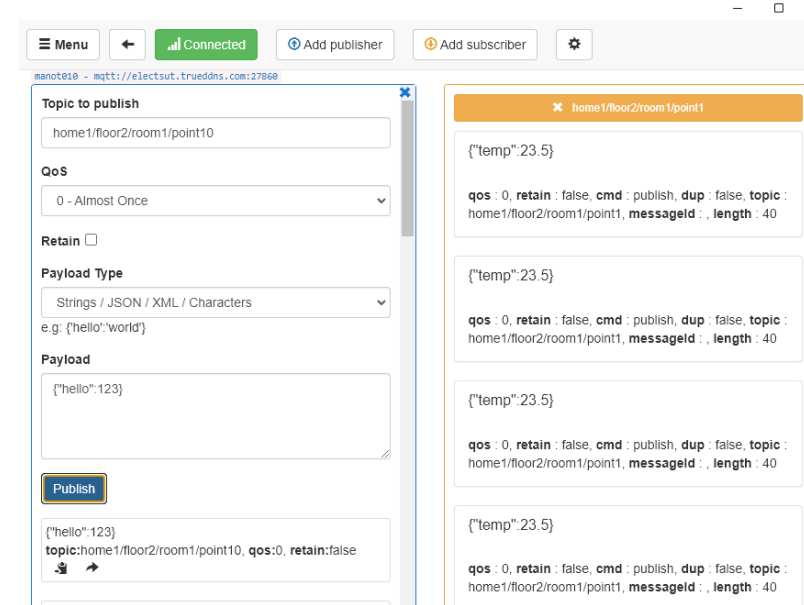 Menu
Connected
Add publisher
Add subscriber
manot010 - mqtt://electsut.trueddns.com:27860
Topic to publish
home1/floor2/room1/point10
QoS
0 - Almost Once
Retain
Payload Type
Strings / JSON / XML / Characters
e.g: {'hello':'world'}
Payload
{"hello":123}
Publish
{"hello":123}
topic:home1/floor2/room1/point10, qos:0, retain:false
home1/floor2/room1/point1
{"temp":23.5}
qos : 0, retain : false, cmd : publish, dup : false, topic :
home1/floor2/room1/point1, messageId : , length : 40
{"temp":23.5}
qos : 0, retain : false, cmd : publish, dup : false, topic :
home1/floor2/room1/point1, messageId : , length : 40
{"temp":23.5}
qos : 0, retain : false, cmd : publish, dup : false, topic :
home1/floor2/room1/point1, messageId : , length : 40
{"temp":23.5}
qos : 0, retain : false, cmd : publish, dup : false, topic :
home1/floor2/room1/point1, messageId : , length : 40